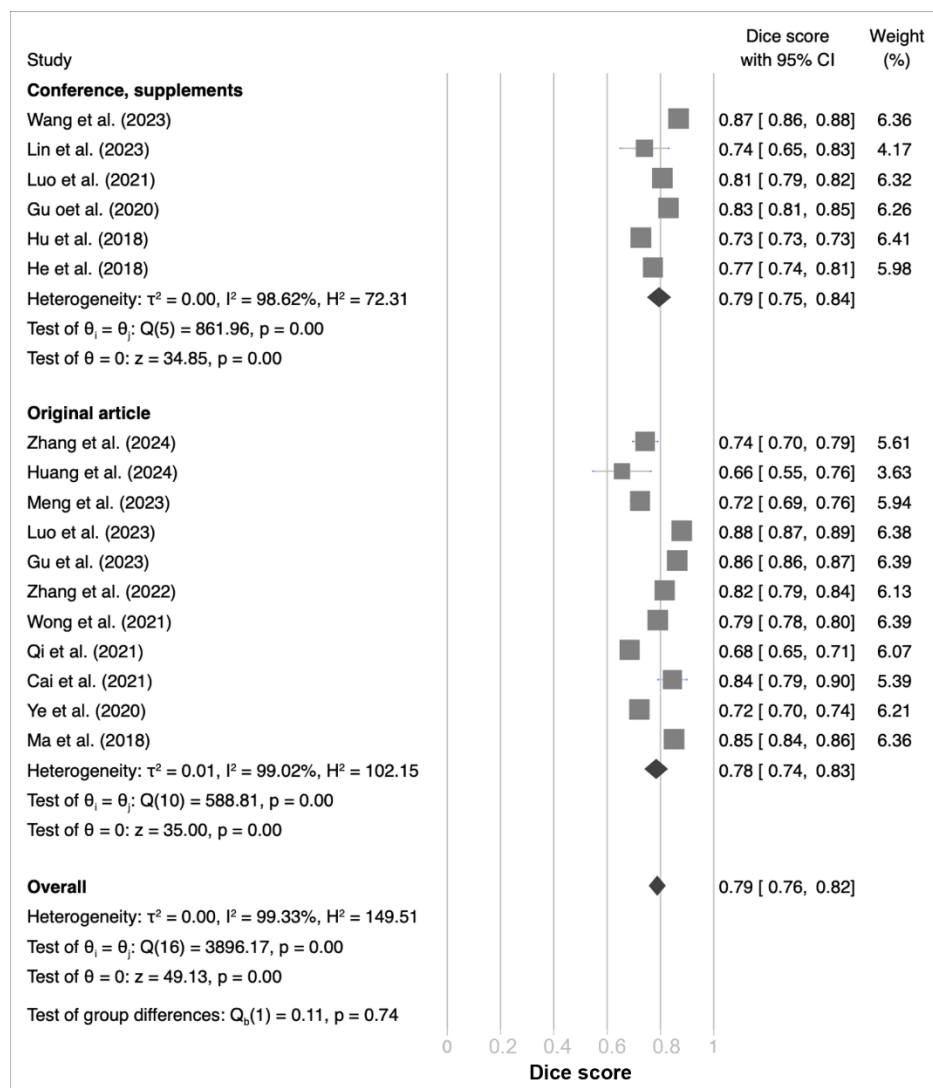 Dice score Weight
Study with 95% CI (%)
Conference, supplements
Wang et al. (2023) 0.87 [ 0.86, 0.88] 6.36
Lin et al. (2023) 0.74 [ 0.65, 0.83] 4.17
Luo et al. (2021) 0.81 [ 0.79, 0.82] 6.32
Gu oet al. (2020) 0.83 [ 0.81, 0.85] 6.26
Hu et al. (2018) 0.73 [ 0.73, 0.73] 6.41
He et al. (2018) 0.77 [ 0.74, 0.81] 5.98
Heterogeneity: τ² = 0.00, I² = 98.62%, H² = 72.31 0.79 [ 0.75, 0.84]
Test of θᵢ = θⱼ: Q(5) = 861.96, p = 0.00
Test of θ = 0: z = 34.85, p = 0.00
Original article
Zhang et al. (2024) 0.74 [ 0.70, 0.79] 5.61
Huang et al. (2024) 0.66 [ 0.55, 0.76] 3.63
Meng et al. (2023) 0.72 [ 0.69, 0.76] 5.94
Luo et al. (2023) 0.88 [ 0.87, 0.89] 6.38
Gu et al. (2023) 0.86 [ 0.86, 0.87] 6.39
Zhang et al. (2022) 0.82 [ 0.79, 0.84] 6.13
Wong et al. (2021) 0.79 [ 0.78, 0.80] 6.39
Qi et al. (2021) 0.68 [ 0.65, 0.71] 6.07
Cai et al. (2021) 0.84 [ 0.79, 0.90] 5.39
Ye et al. (2020) 0.72 [ 0.70, 0.74] 6.21
Ma et al. (2018) 0.85 [ 0.84, 0.86] 6.36
Heterogeneity: τ² = 0.01, I² = 99.02%, H² = 102.15 0.78 [ 0.74, 0.83]
Test of θᵢ = θⱼ: Q(10) = 588.81, p = 0.00
Test of θ = 0: z = 35.00, p = 0.00
Overall 0.79 [ 0.76, 0.82]
Heterogeneity: τ² = 0.00, I² = 99.33%, H² = 149.51
Test of θᵢ = θⱼ: Q(16) = 3896.17, p = 0.00
Test of θ = 0: z = 49.13, p = 0.00
Test of group differences: Q_b(1) = 0.11, p = 0.74
0 0.2 0.4 0.6 0.8 1
Dice score